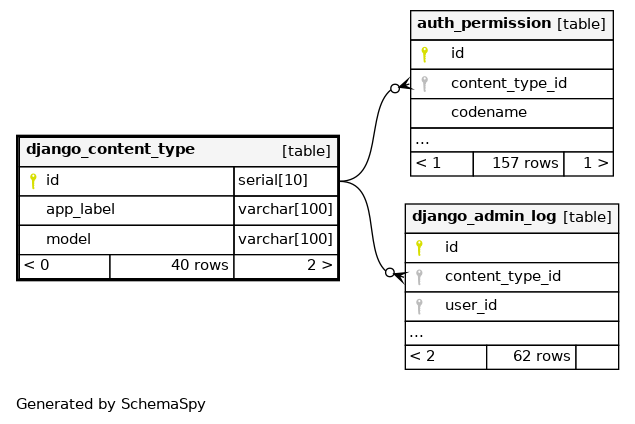 auth_permission [table]
id
content_type_id
codename
...
< 1 157 rows 1 >
django_content_type [table]
id serial[10]
app_label varchar[100]
model varchar[100]
< 0 40 rows 2 >
django_admin_log [table]
id
content_type_id
user_id
...
< 2 62 rows
Generated by SchemaSpy